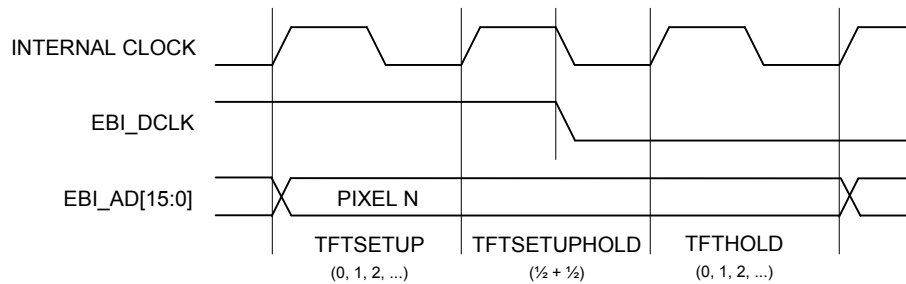 INTERNAL CLOCK
EBI_DCLK
EBI_AD[15:0]
PIXEL N
TFTSETUP
TFTSETUPHOLD
TFTHOLD
(0, 1, 2, ...)
(½ + ½)
(0, 1, 2, ...)